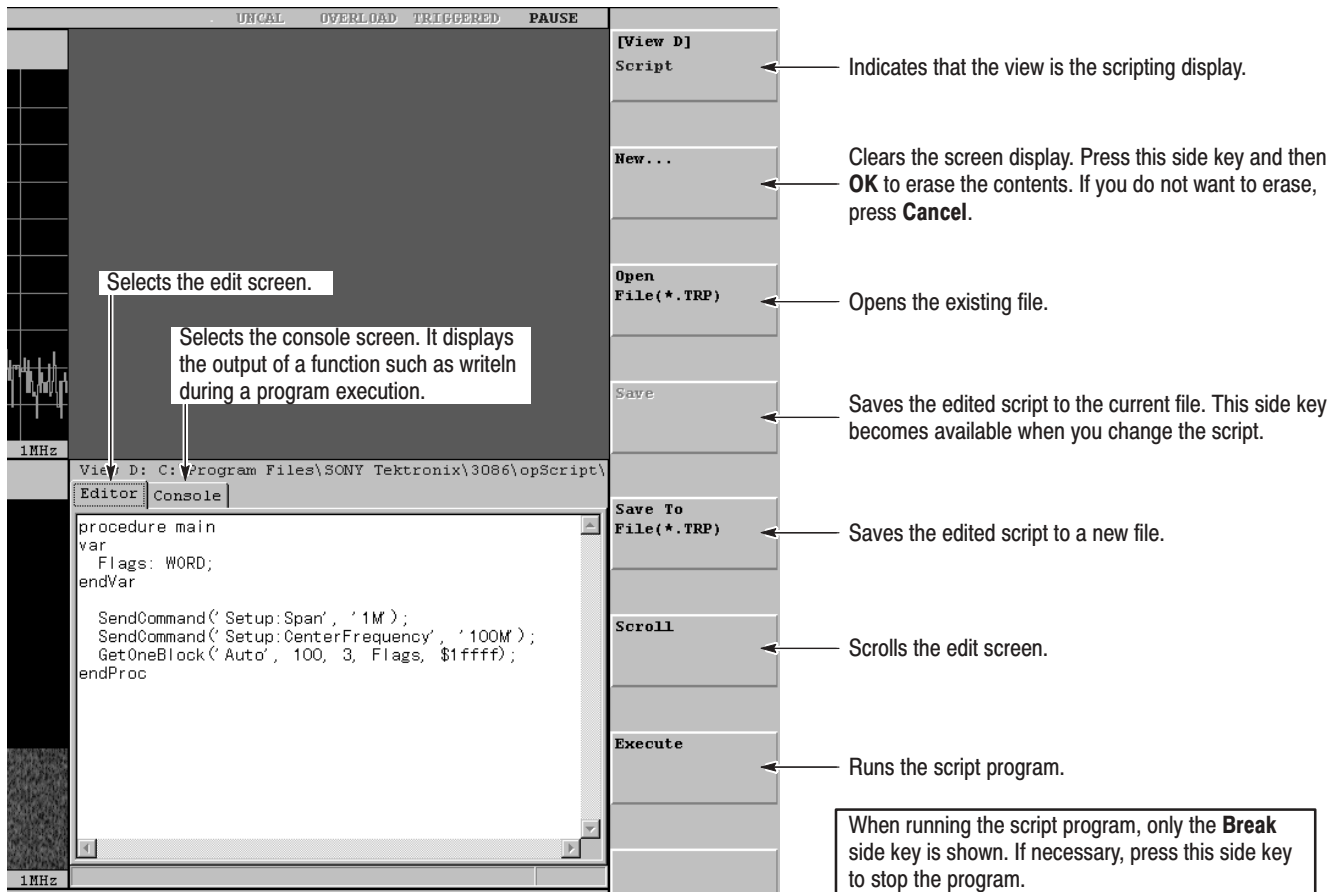 UNCAL OVERLOAD TRIGGERED PAUSE
[View D]
Script
Indicates that the view is the scripting display.
New...
Clears the screen display. Press this side key and then
OK to erase the contents. If you do not want to erase,
press Cancel.
Open
File(*.TRP)
Opens the existing file.
Selects the edit screen.
Selects the console screen. It displays
the output of a function such as writeln
during a program execution.
Save
Saves the edited script to the current file. This side key
becomes available when you change the script.
1MHz
View D: C:\Program Files\SONY Tektronix\3086\opScript\
Editor Console
procedure main
var
Flags: WORD;
endVar
SendCommand('Setup:Span', '1M');
SendCommand('Setup:CenterFrequency', '100M');
GetOneBlock('Auto', 100, 3, Flags, $1ffff);
endProc
Save To
File(*.TRP)
Saves the edited script to a new file.
Scroll
Scrolls the edit screen.
Execute
Runs the script program.
When running the script program, only the Break
side key is shown. If necessary, press this side key
to stop the program.
1MHz